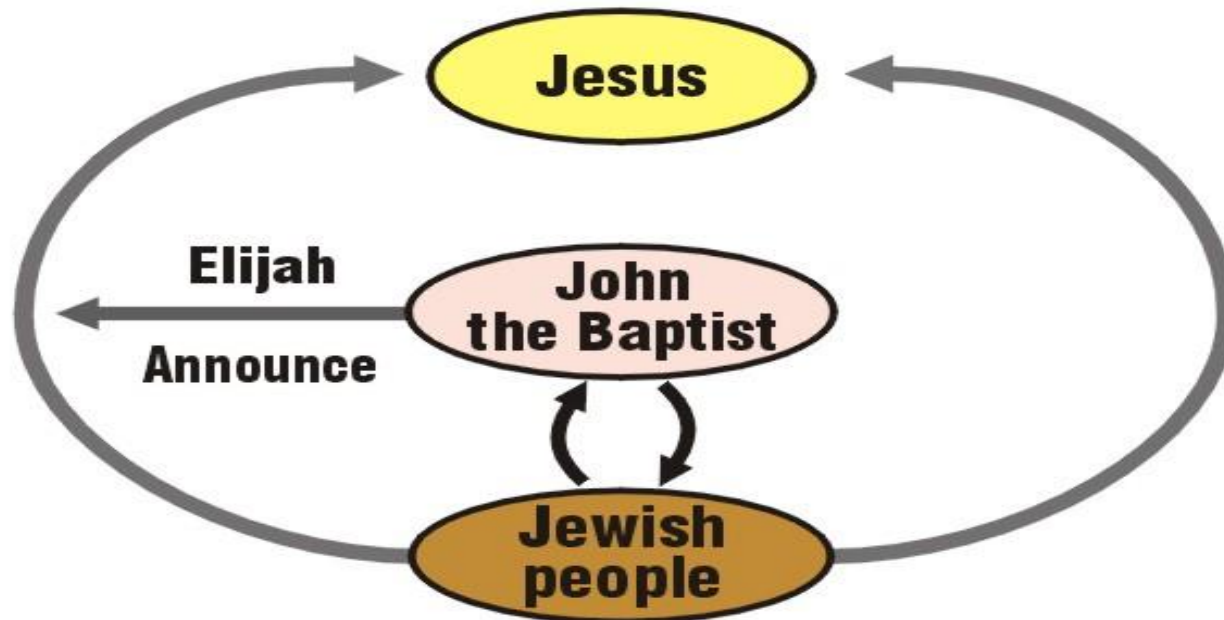 Jesus
Elijah
Announce
John
the Baptist
Jewish
people